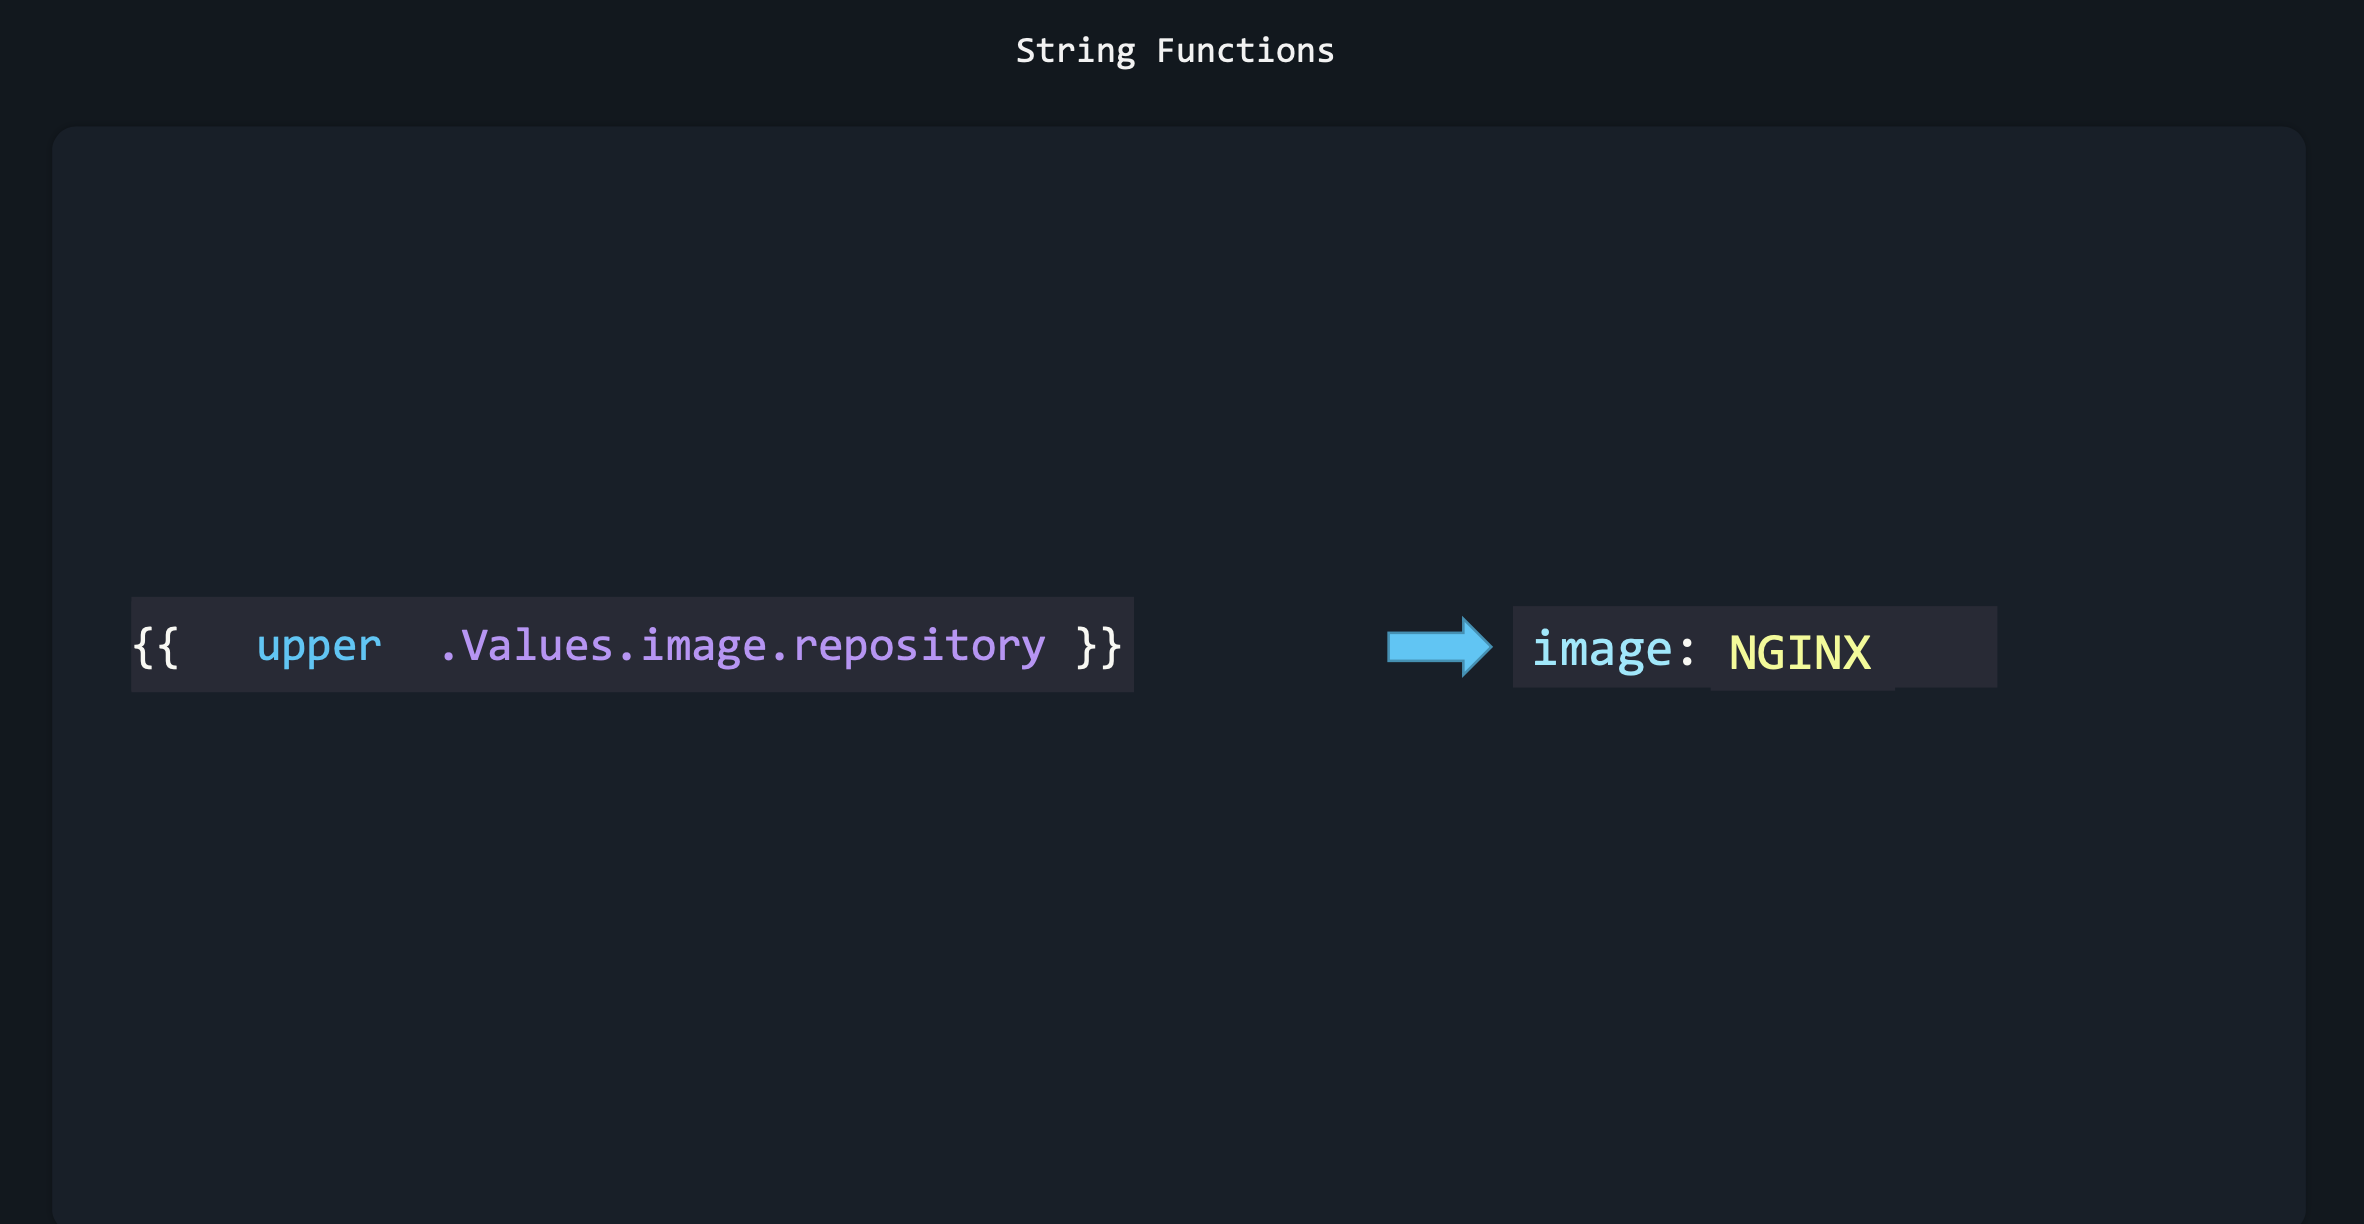 String Functions
{{ upper .Values.image.repository }}
image: NGINX